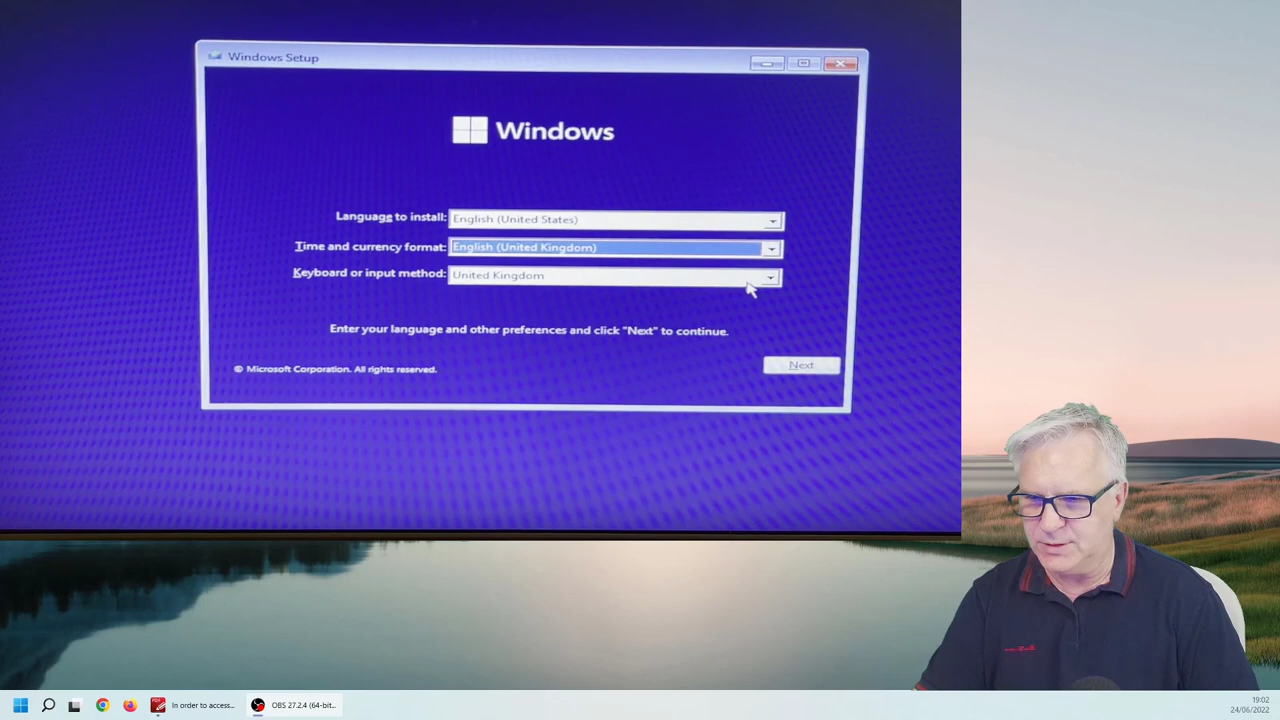 Windows Setup
Windows
Language to install: English (United States)
Time and currency format: English (United Kingdom)
Keyboard or input method: United Kingdom
Enter your language and other preferences and click "Next" to continue.
© Microsoft Corporation. All rights reserved.
Next
In order to access...
OBS 27.2.4 (64-bit...
19:02
24/06/2022